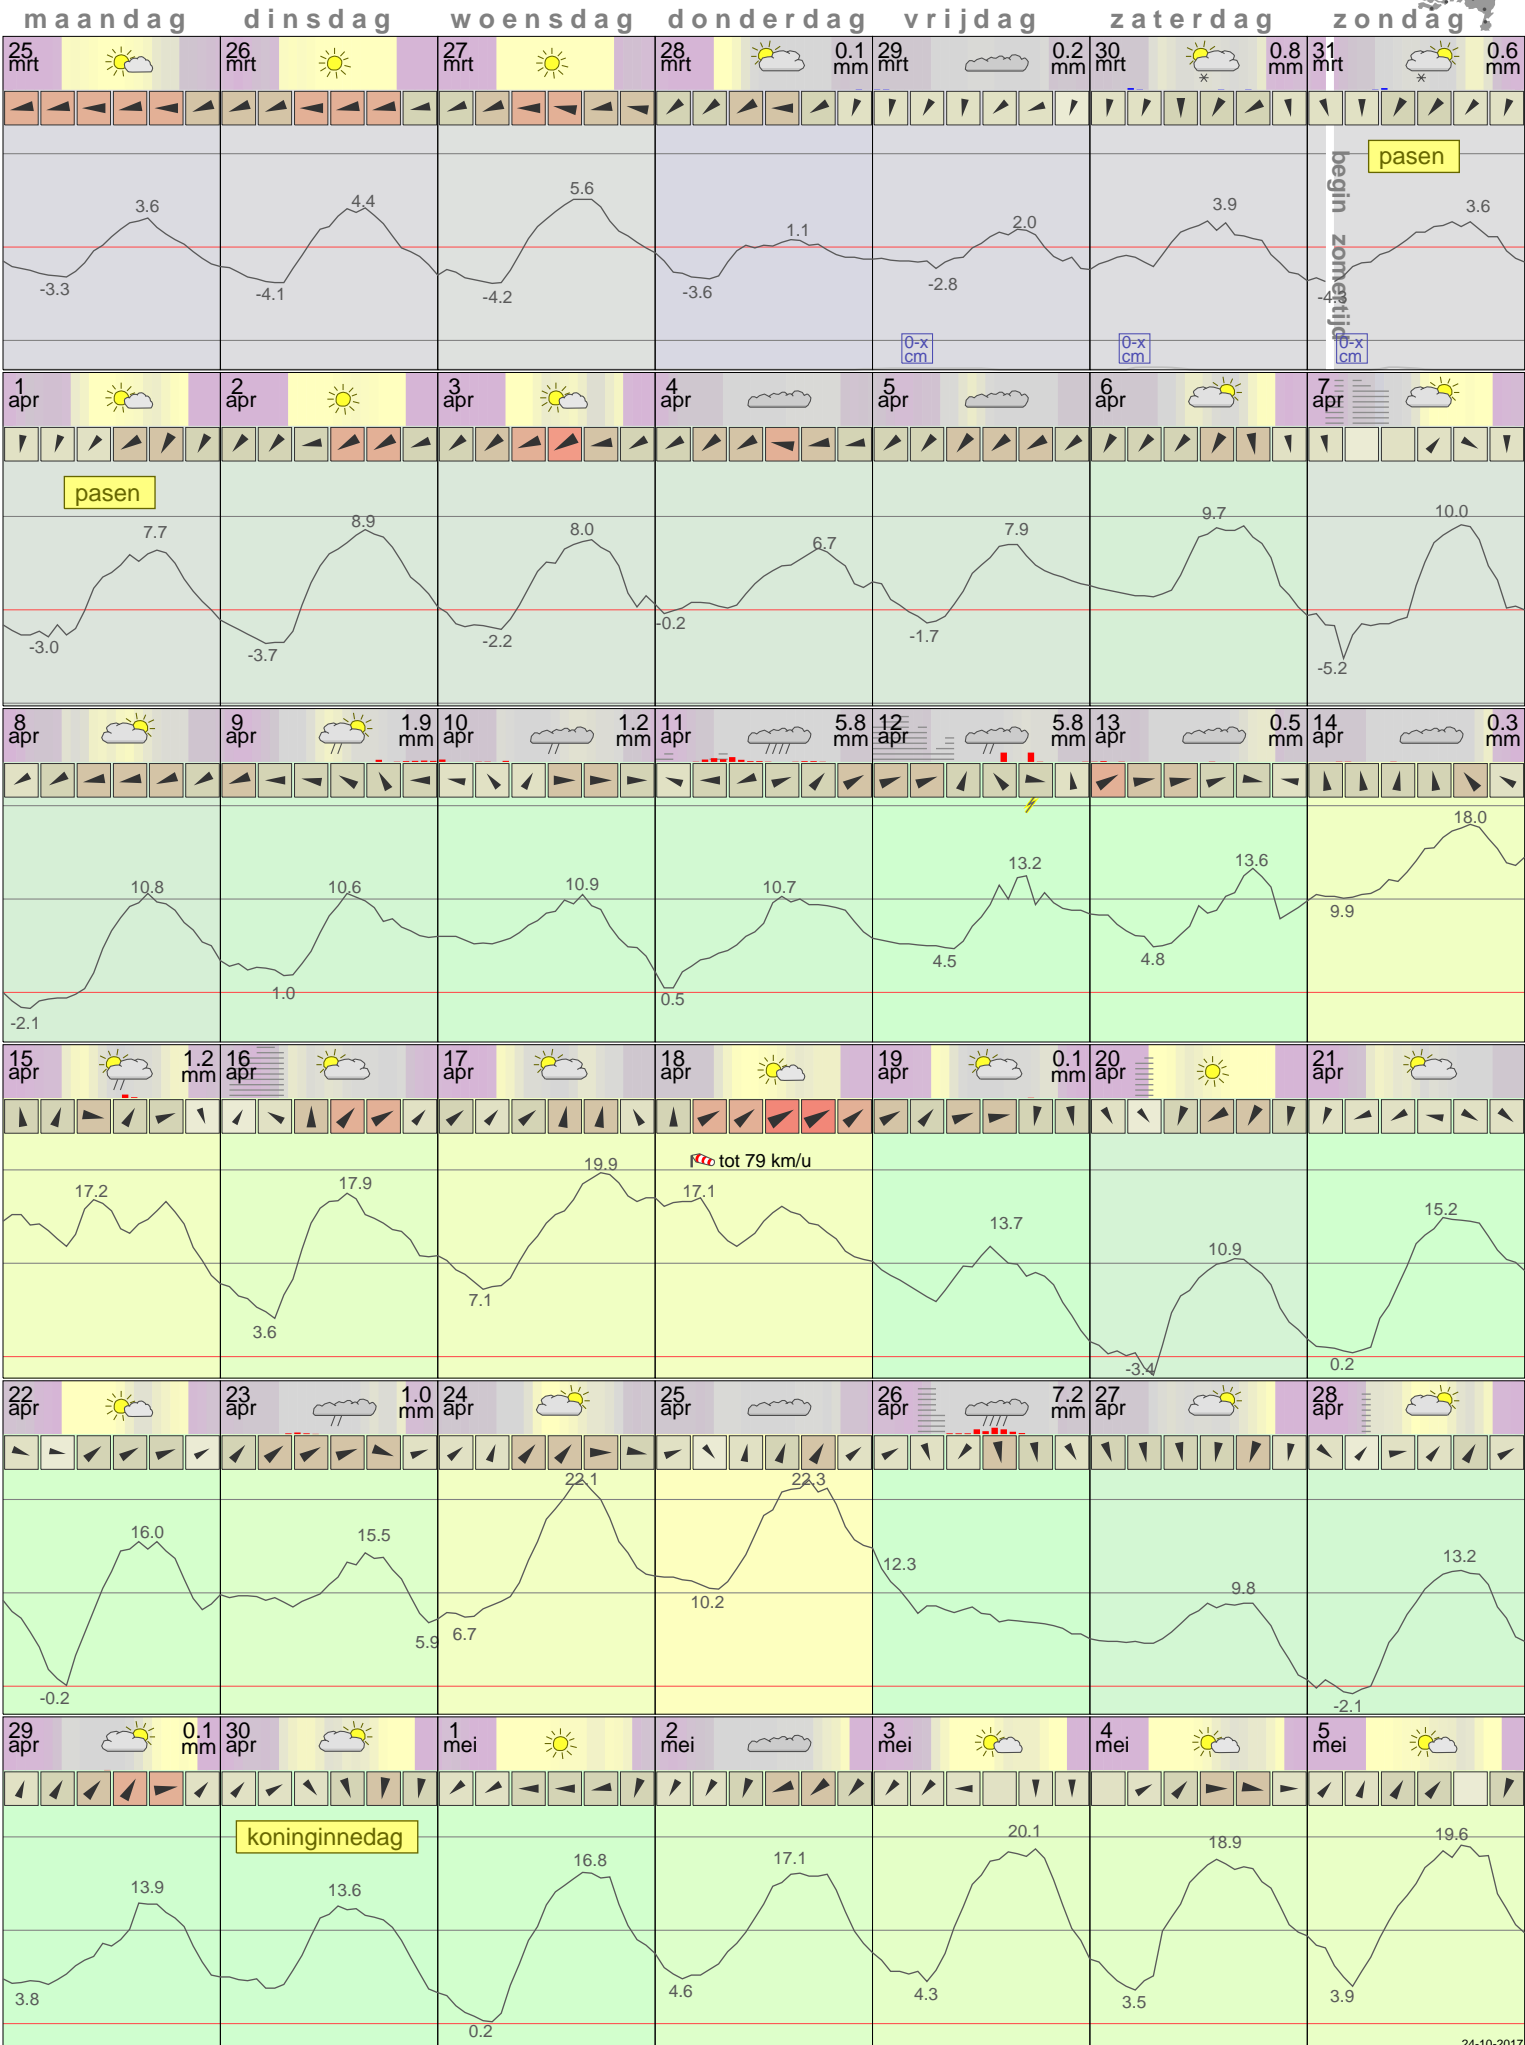 maandag dinsdag woensdag donderdag vrijdag zaterdag zondag
25 26 27 28 0.1 29 0.2 30 0.8 31 0.6
mrt mrt mrt mrt mm mrt mm mrt mm mrt mm
pasen
begin zomertijd
3.6 4.4 5.6 1.1 2.0 3.9 3.6
-3.3 -4.1 -4.2 -3.6 -2.8
0-x 0-x 0-x
cm cm cm
1 2 3 4 5 6 7
apr apr apr apr apr apr apr
pasen
7.7 8.9 8.0 6.7 7.9 9.7 10.0
-3.0 -3.7 -2.2 -0.2 -1.7 -5.2
8 9 1.9 10 1.2 11 5.8 12 5.8 13 0.5 14 0.3
apr apr mm apr mm apr mm apr mm apr mm apr mm
10.8 10.6 10.9 10.7 13.2 13.6 18.0
-2.1 1.0 0.5 4.5 4.8 9.9
15 1.2 16 17 18 19 0.1 20 21
apr mm apr apr apr apr mm apr apr
tot 79 km/u
17.2 17.9 19.9 17.1 13.7 10.9 15.2
3.6 7.1 -3.4 0.2
22 23 1.0 24 25 26 7.2 27 28
apr apr mm apr apr apr mm apr apr
16.0 15.5 22.1 22.3 12.3 9.8 13.2
-0.2 5.9 6.7 10.2 -2.1
29 0.1 30 1 2 3 4 5
apr mm apr mei mei mei mei mei
koninginnedag
13.9 13.6 16.8 17.1 20.1 18.9 19.6
3.8 0.2 4.6 4.3 3.5 3.9
24-10-2017